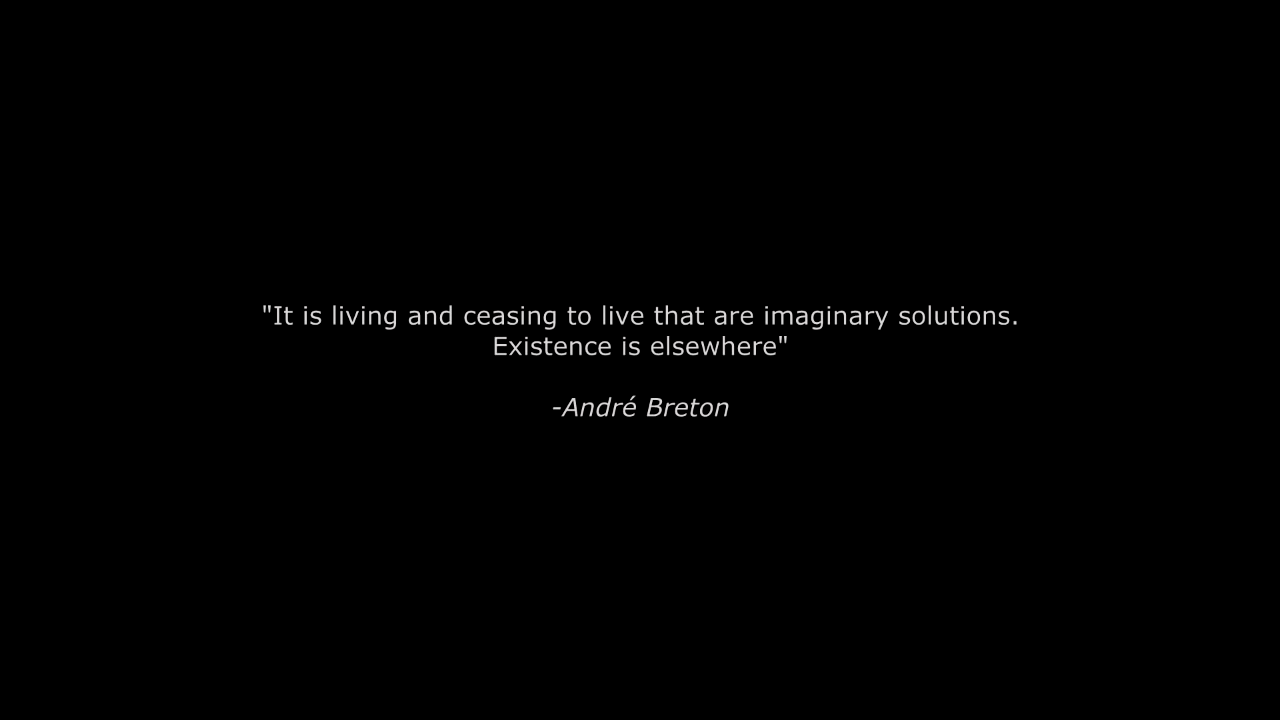 "It is living and ceasing to live that are imaginary solutions.
Existence is elsewhere"
-André Breton